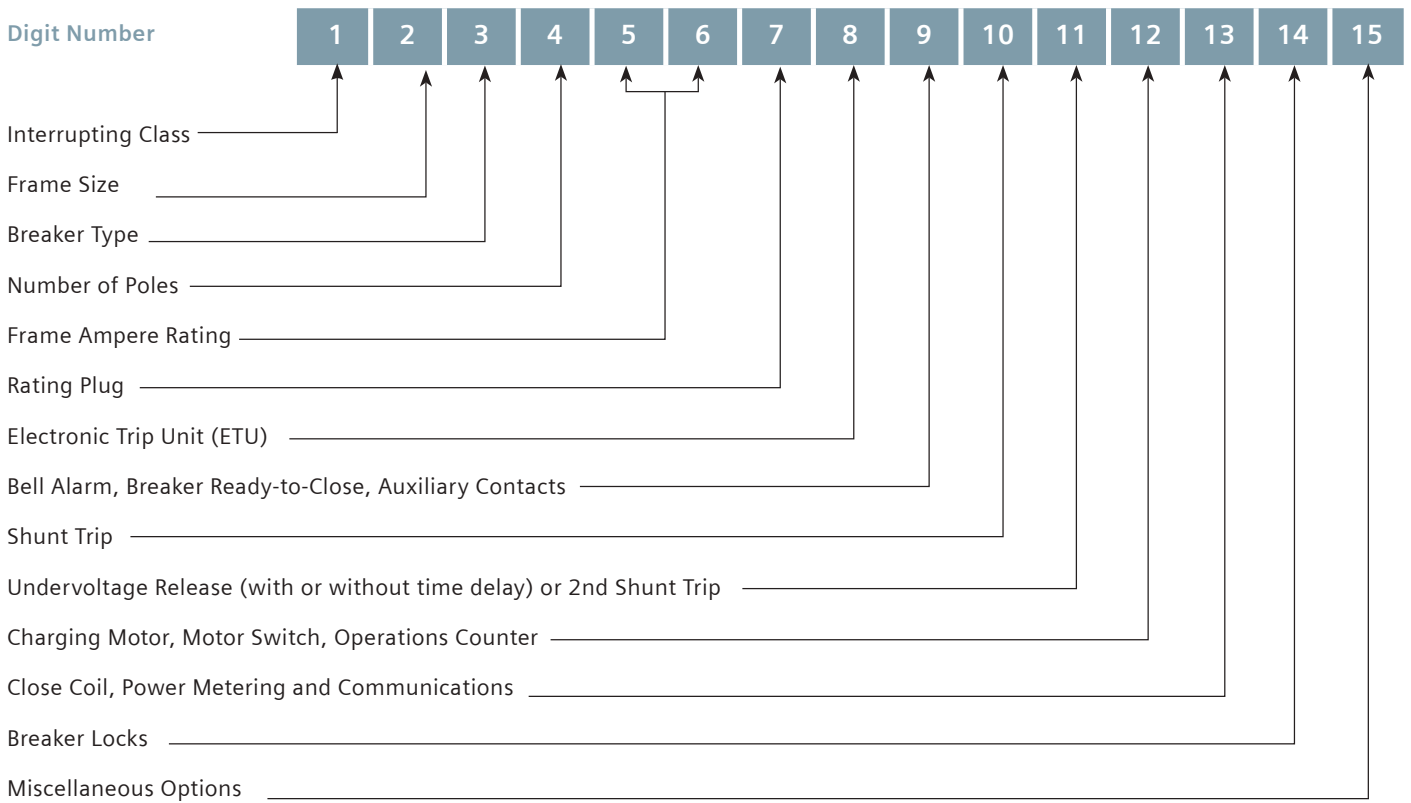 Digit Number 1 2 3 4 5 6 7 8 9 10 11 12 13 14 15
Interrupting Class
Frame Size
Breaker Type
Number of Poles
Frame Ampere Rating
Rating Plug
Electronic Trip Unit (ETU)
Bell Alarm, Breaker Ready-to-Close, Auxiliary Contacts
Shunt Trip
Undervoltage Release (with or without time delay) or 2nd Shunt Trip
Charging Motor, Motor Switch, Operations Counter
Close Coil, Power Metering and Communications
Breaker Locks
Miscellaneous Options